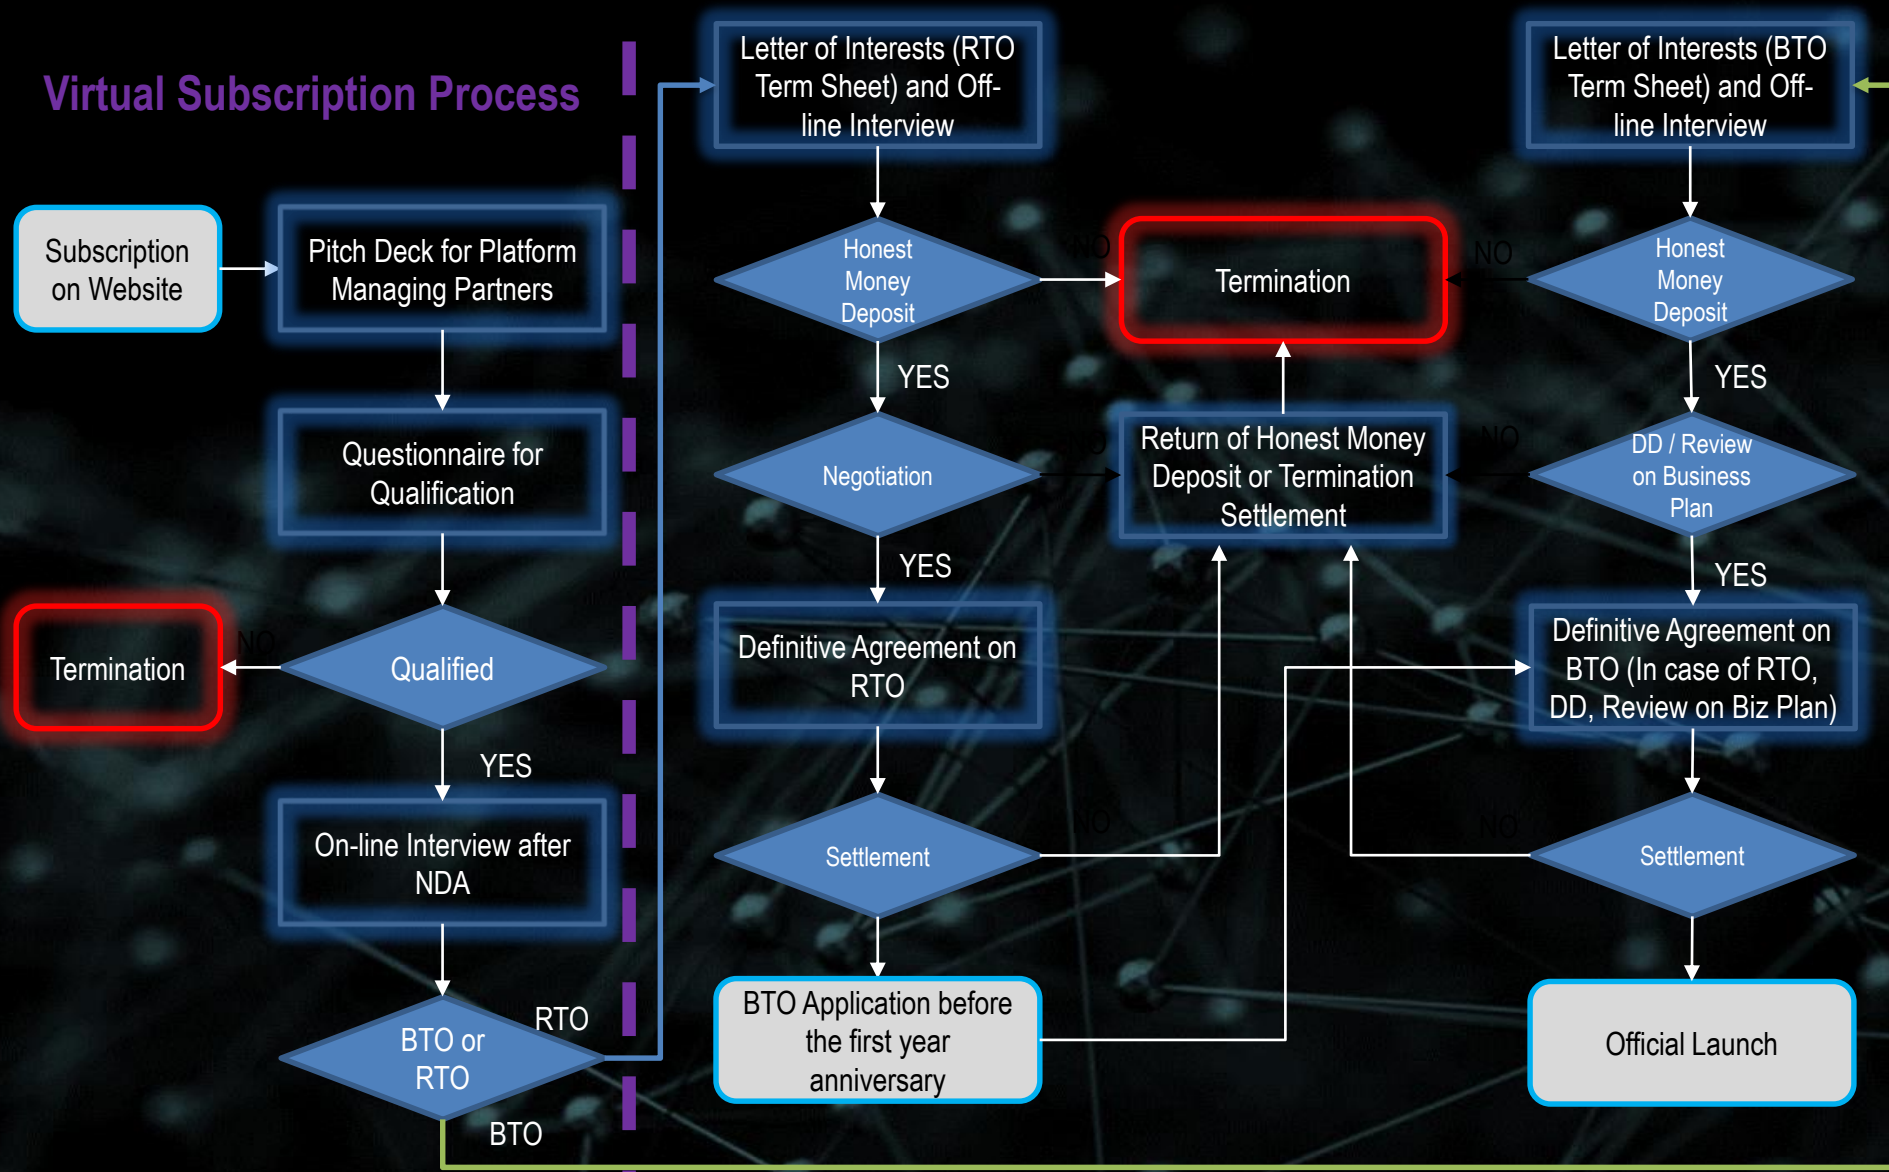 Virtual Subscription Process
Subscription
on Website
Pitch Deck for Platform
Managing Partners
Questionnaire for
Qualification
Qualified
NO
Termination
YES
On-line Interview after
NDA
BTO or
RTO
RTO
BTO
Letter of Interests (RTO
Term Sheet) and Off-
line Interview
Honest
Money
Deposit
NO
YES
Negotiation
NO
YES
Definitive Agreement on
RTO
Settlement
NO
BTO Application before
the first year
anniversary
Termination
Return of Honest Money
Deposit or Termination
Settlement
Letter of Interests (BTO
Term Sheet) and Off-
line Interview
Honest
Money
Deposit
NO
YES
DD / Review
on Business
Plan
NO
YES
Definitive Agreement on
BTO (In case of RTO,
DD, Review on Biz Plan)
Settlement
NO
Official Launch